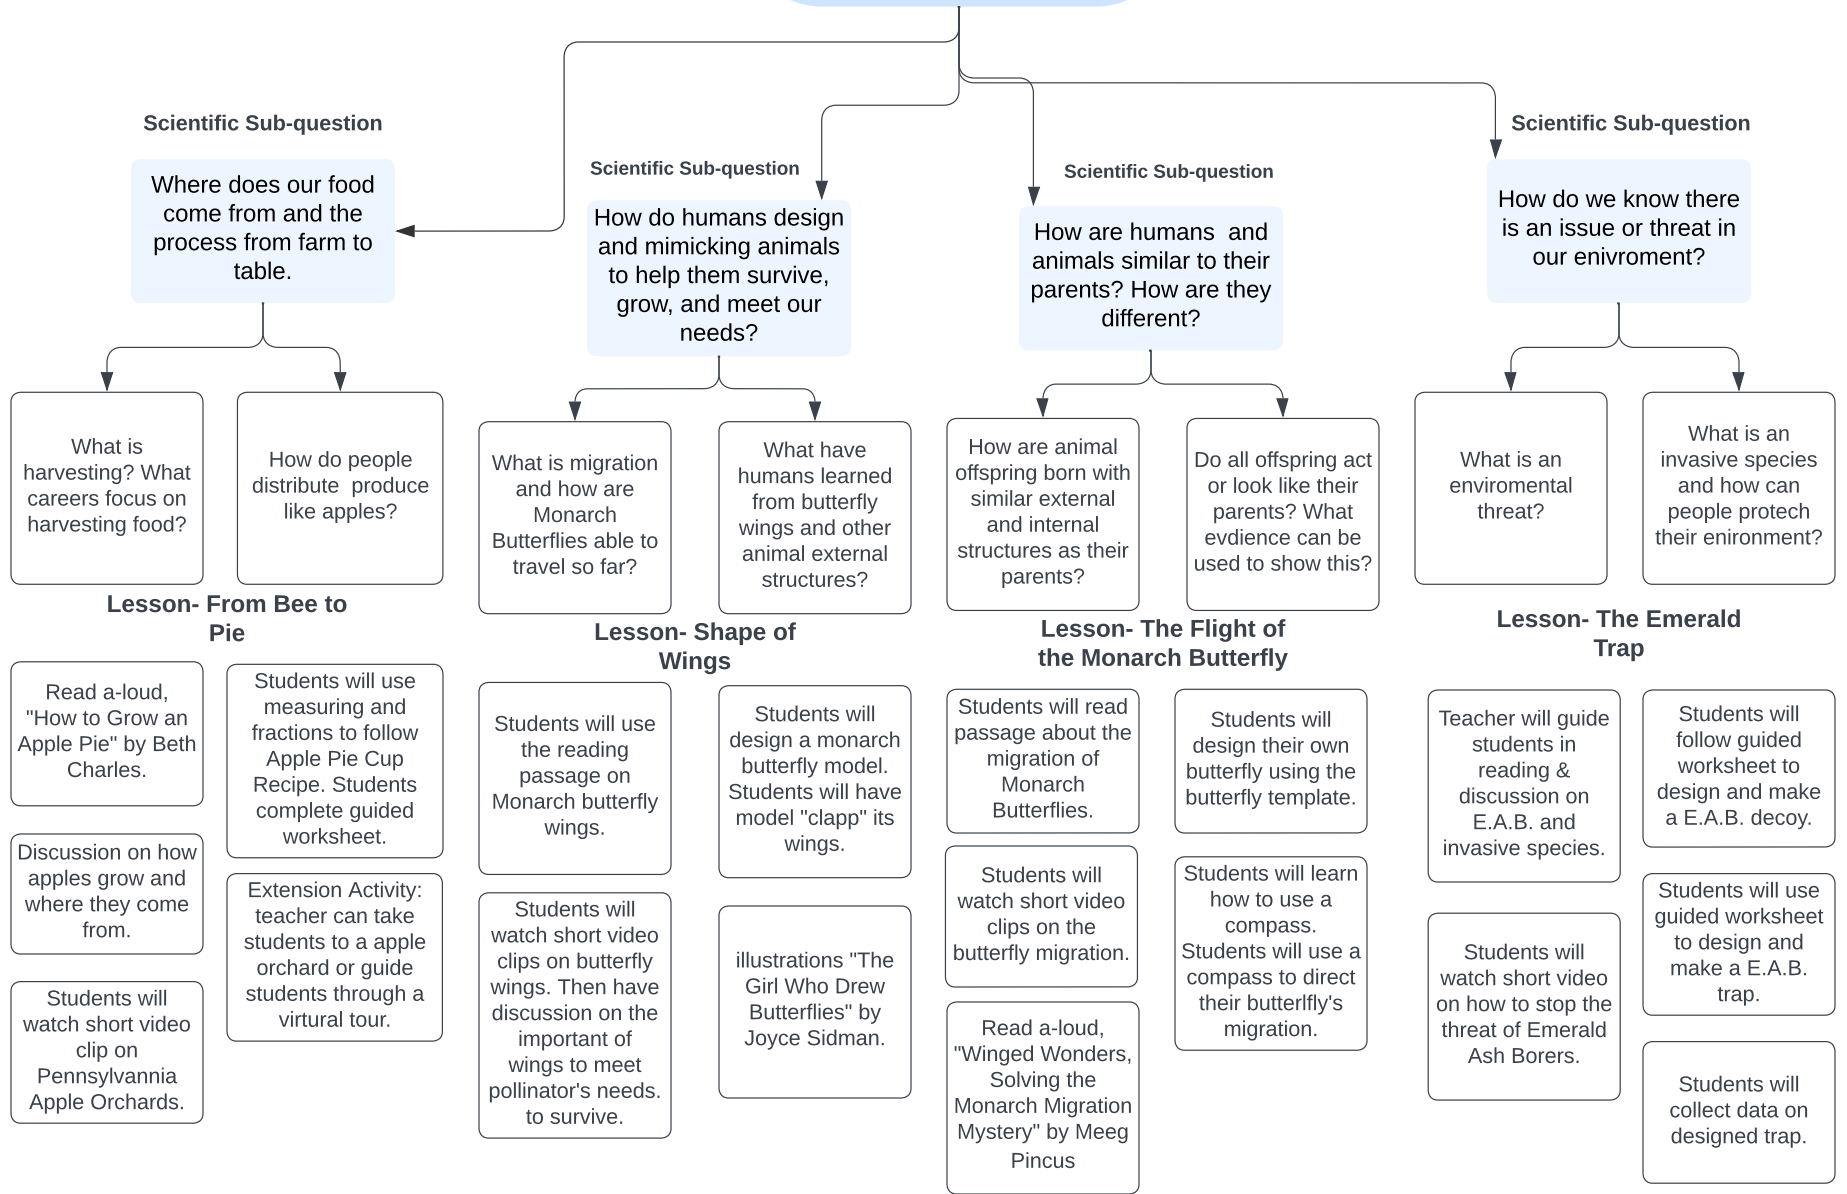 Scientific Sub-question
Where does our food
come from and the
process from farm to
table.
What is
harvesting? What
careers focus on
harvesting food?
How do people
distribute  produce
like apples?
Lesson- From Bee to
Pie
Read a-loud,
"How to Grow an
Apple Pie" by Beth
Charles.
Discussion on how
apples grow and
where they come
from.
Students will
watch short video
clip on
Pennsylvannia
Apple Orchards.
Students will use
measuring and
fractions to follow
Apple Pie Cup
Recipe. Students
complete guided
worksheet.
Extension Activity:
teacher can take
students to a apple
orchard or guide
students through a
virtural tour.
Scientific Sub-question
How do humans design
and mimicking animals
to help them survive,
grow, and meet our
needs?
What is migration
and how are
Monarch
Butterflies able to
travel so far?
What have
humans learned
from butterfly
wings and other
animal external
structures?
Lesson- Shape of
Wings
Students will use
the reading
passage on
Monarch butterfly
wings.
Students will
watch short video
clips on butterfly
wings. Then have
discussion on the
important of
wings to meet
pollinator's needs.
to survive.
Students will
design a monarch
butterfly model.
Students will have
model "clapp" its
wings.
illustrations "The
Girl Who Drew
Butterflies" by
Joyce Sidman.
Scientific Sub-question
How are humans  and
animals similar to their
parents? How are they
different?
How are animal
offspring born with
similar external
and internal
structures as their
parents?
Do all offspring act
or look like their
parents? What
evdience can be
used to show this?
Lesson- The Flight of
the Monarch Butterfly
Students will read
passage about the
migration of
Monarch
Butterflies.
Students will
watch short video
clips on the
butterfly migration.
Read a-loud,
"Winged Wonders,
Solving the
Monarch Migration
Mystery" by Meeg
Pincus
Students will
design their own
butterfly using the
butterfly template.
Students will learn
how to use a
compass.
Students will use a
compass to direct
their butterlfly's
migration.
Scientific Sub-question
How do we know there
is an issue or threat in
our enivroment?
What is an
enviromental
threat?
What is an
invasive species
and how can
people protech
their enironment?
Lesson- The Emerald
Trap
Teacher will guide
students in
reading &
discussion on
E.A.B. and
invasive species.
Students will
watch short video
on how to stop the
threat of Emerald
Ash Borers.
Students will
follow guided
worksheet to
design and make
a E.A.B. decoy.
Students will use
guided worksheet
to design and
make a E.A.B.
trap.
Students will
collect data on
designed trap.